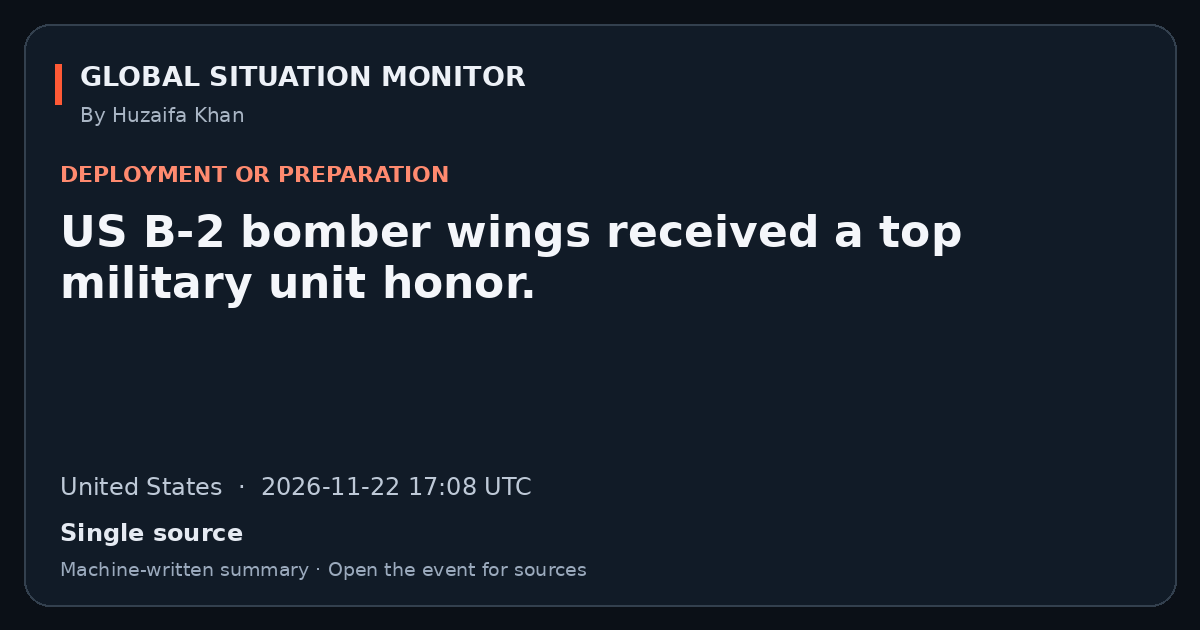 GLOBAL SITUATION MONITOR
By Huzaifa Khan
DEPLOYMENT OR PREPARATION
US B-2 bomber wings received a top
military unit honor.
United States · 2026-11-22 17:08 UTC
Single source
Machine-written summary · Open the event for sources